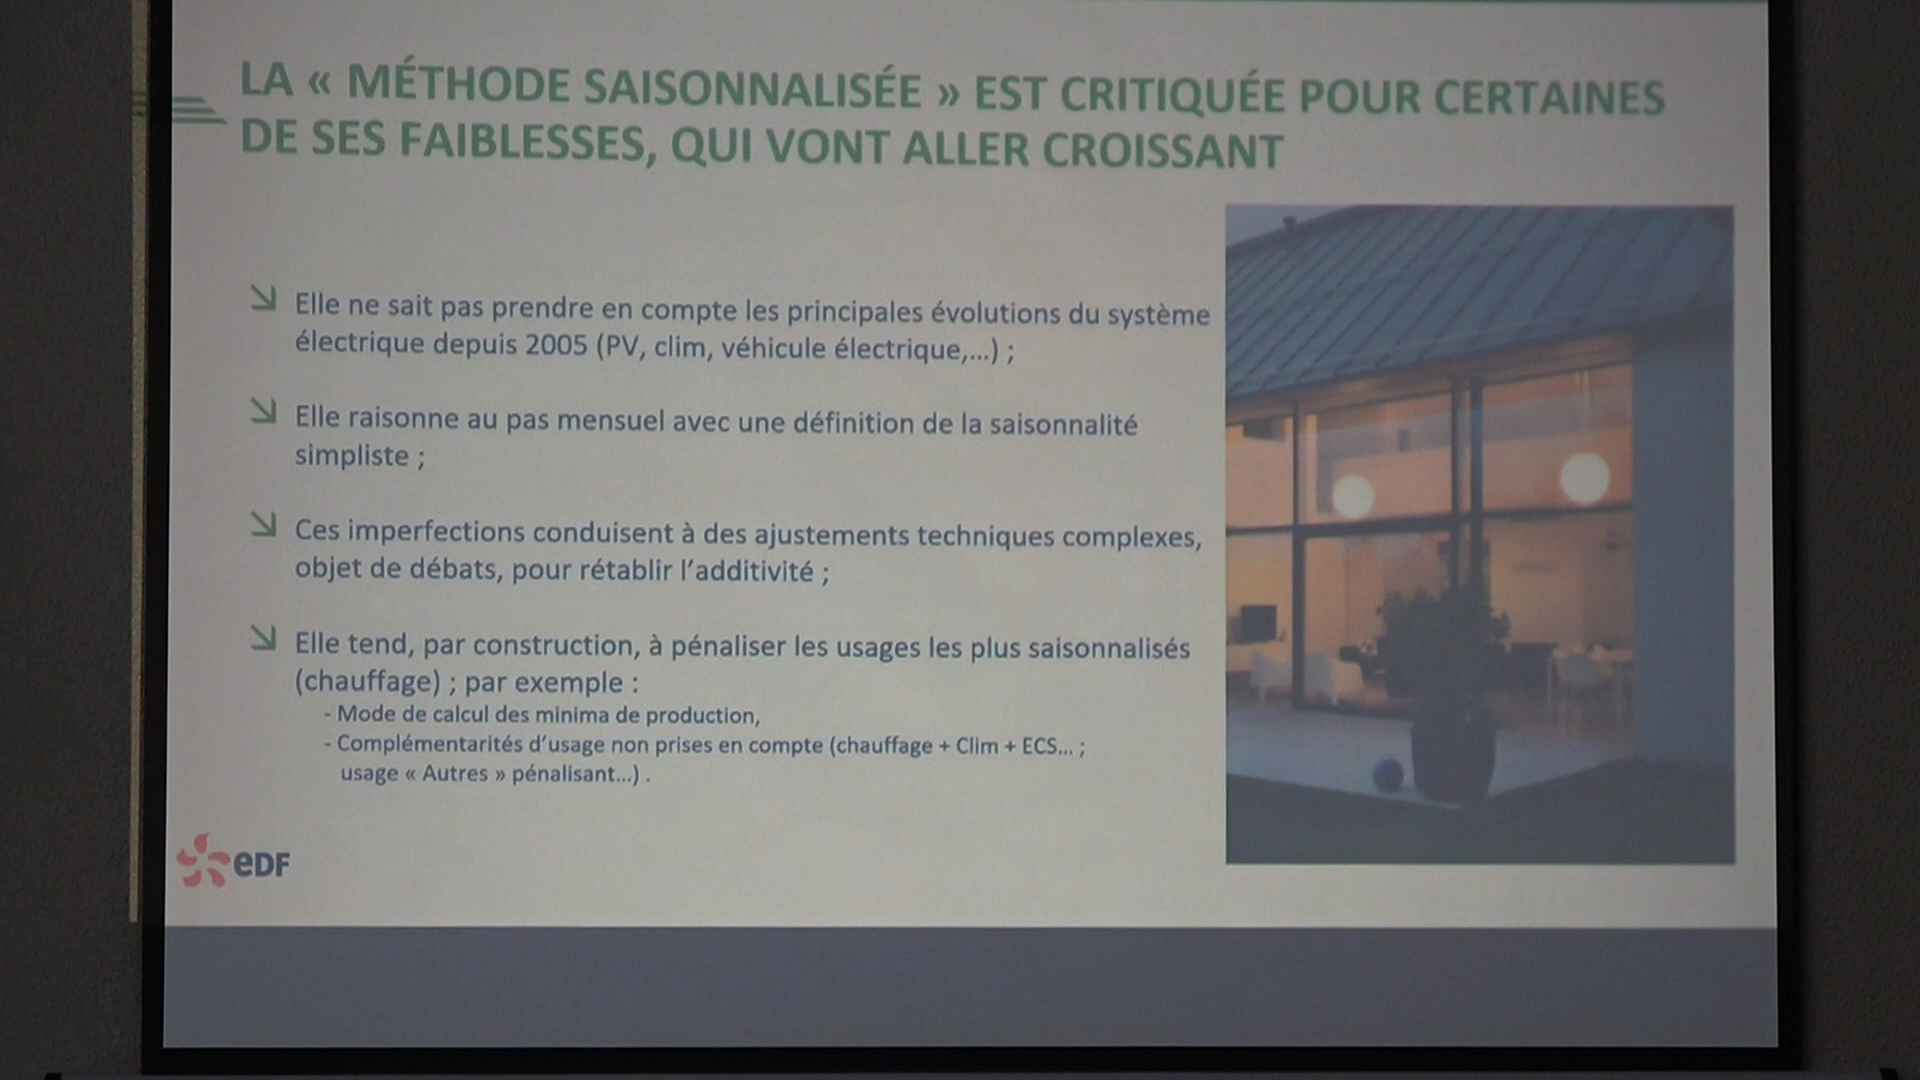 LA « MÉTHODE SAISONNALISÉE » EST CRITIQUÉE POUR CERTAINES
DE SES FAIBLESSES, QUI VONT ALLER CROISSANT
Elle ne sait pas prendre en compte les principales évolutions du système
électrique depuis 2005 (PV, clim, véhicule électrique,...) ;
Elle raisonne au pas mensuel avec une définition de la saisonnalité
simpliste ;
Ces imperfections conduisent à des ajustements techniques complexes,
objet de débats, pour rétablir l'additivité ;
Elle tend, par construction, à pénaliser les usages les plus saisonnalisés
(chauffage) ; par exemple :
- Mode de calcul des minima de production,
- Complémentarités d'usage non prises en compte (chauffage + Clim + ECS... ;
usage « Autres » pénalisant...) .
eDF